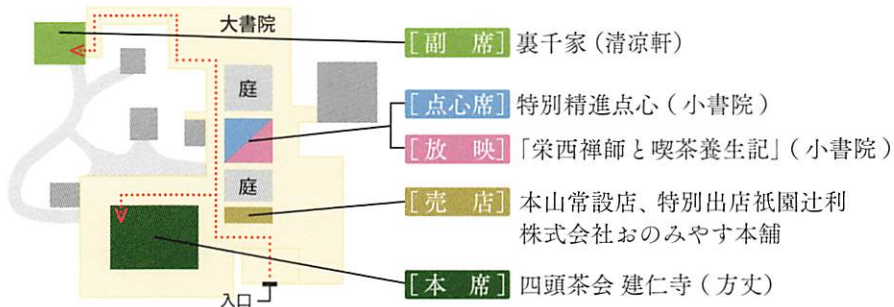 大書院
庭
庭
入口
[副 席] 裏千家(清凉軒)
[点心席] 特別精進点心(小書院)
[放 映] 「栄西禅師と喫茶養生記」(小書院)
[売 店] 本山常設店、特別出店祇園辻利
株式会社おのみやす本舗
[本 席] 四頭茶会 建仁寺(方丈)